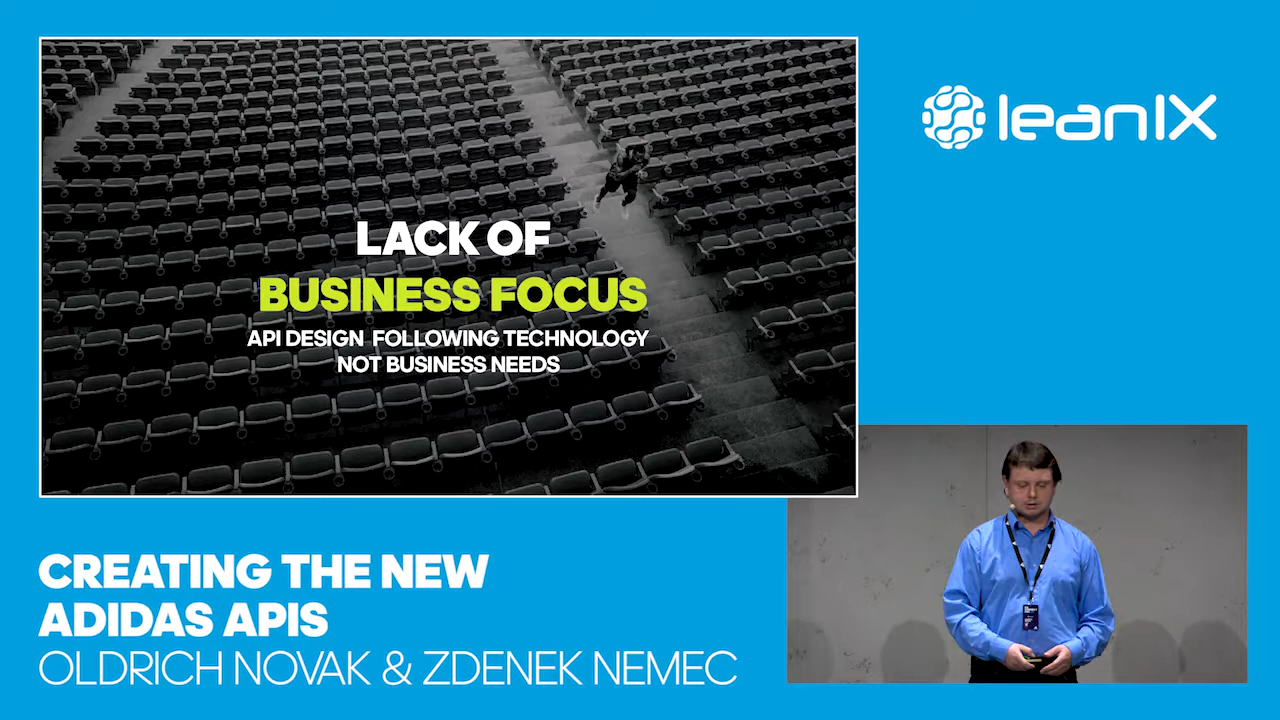 LACK OF
BUSINESS FOCUS
API DESIGN FOLLOWING TECHNOLOGY
NOT BUSINESS NEEDS
leanIX
CREATING THE NEW
ADIDAS APIS
OLDRICH NOVAK & ZDENEK NEMEC